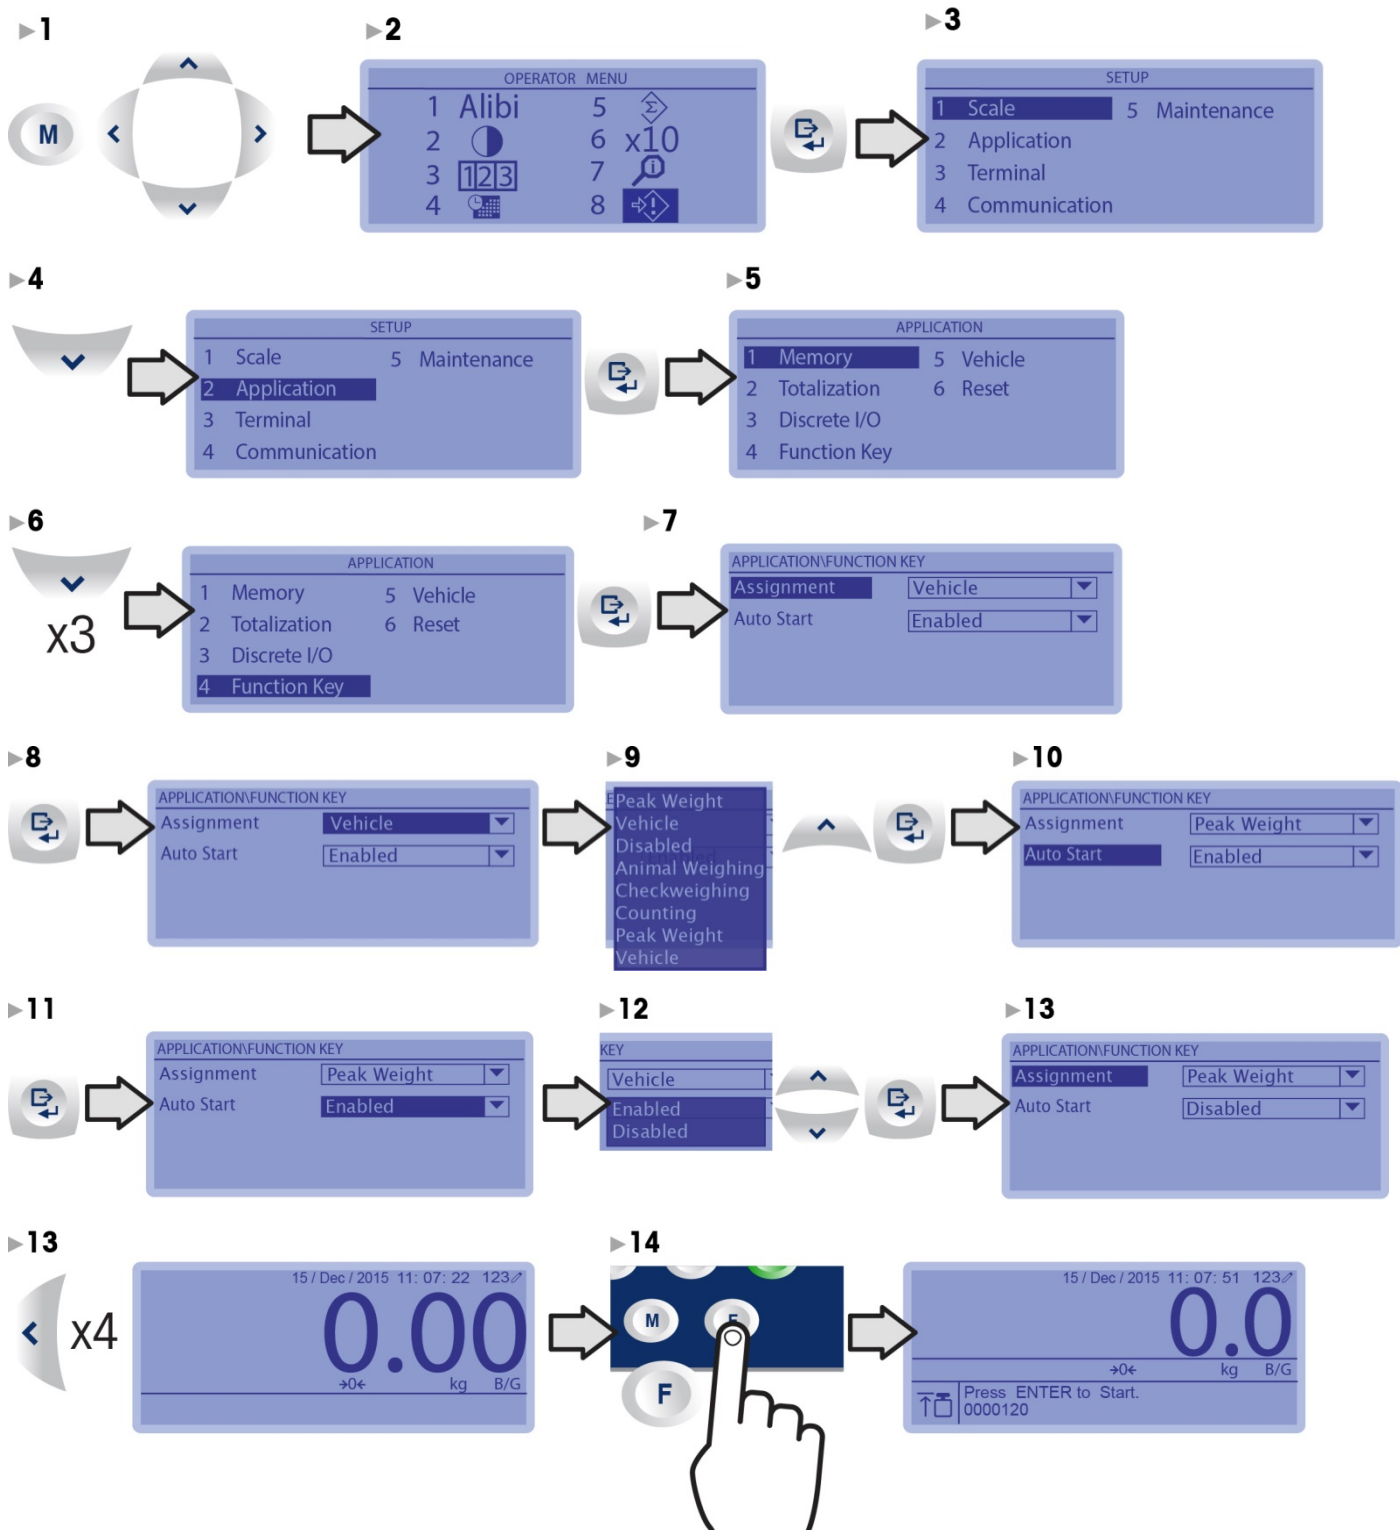 1
M
2
OPERATOR MENU
1 Alibi 5
2 6 x10
3 123 7
4 8
3
SETUP
1 Scale 5 Maintenance
2 Application
3 Terminal
4 Communication
4
SETUP
1 Scale 5 Maintenance
2 Application
3 Terminal
4 Communication
5
APPLICATION
1 Memory 5 Vehicle
2 Totalization 6 Reset
3 Discrete I/O
4 Function Key
6
x3
APPLICATION
1 Memory 5 Vehicle
2 Totalization 6 Reset
3 Discrete I/O
4 Function Key
7
APPLICATION\FUNCTION KEY
Assignment Vehicle
Auto Start Enabled
8
APPLICATION\FUNCTION KEY
Assignment Vehicle
Auto Start Enabled
9
Peak Weight
Vehicle
Disabled
Animal Weighing
Checkweighing
Counting
Peak Weight
Vehicle
10
APPLICATION\FUNCTION KEY
Assignment Peak Weight
Auto Start Enabled
11
APPLICATION\FUNCTION KEY
Assignment Peak Weight
Auto Start Enabled
12
KEY
Vehicle
Enabled
Disabled
13
APPLICATION\FUNCTION KEY
Assignment Peak Weight
Auto Start Disabled
13
x4
15 / Dec / 2015 11: 07: 22 123
0.00
→0← kg B/G
14
M F
F
15 / Dec / 2015 11: 07: 51 123
0.0
→0← kg B/G
Press ENTER to Start.
0000120